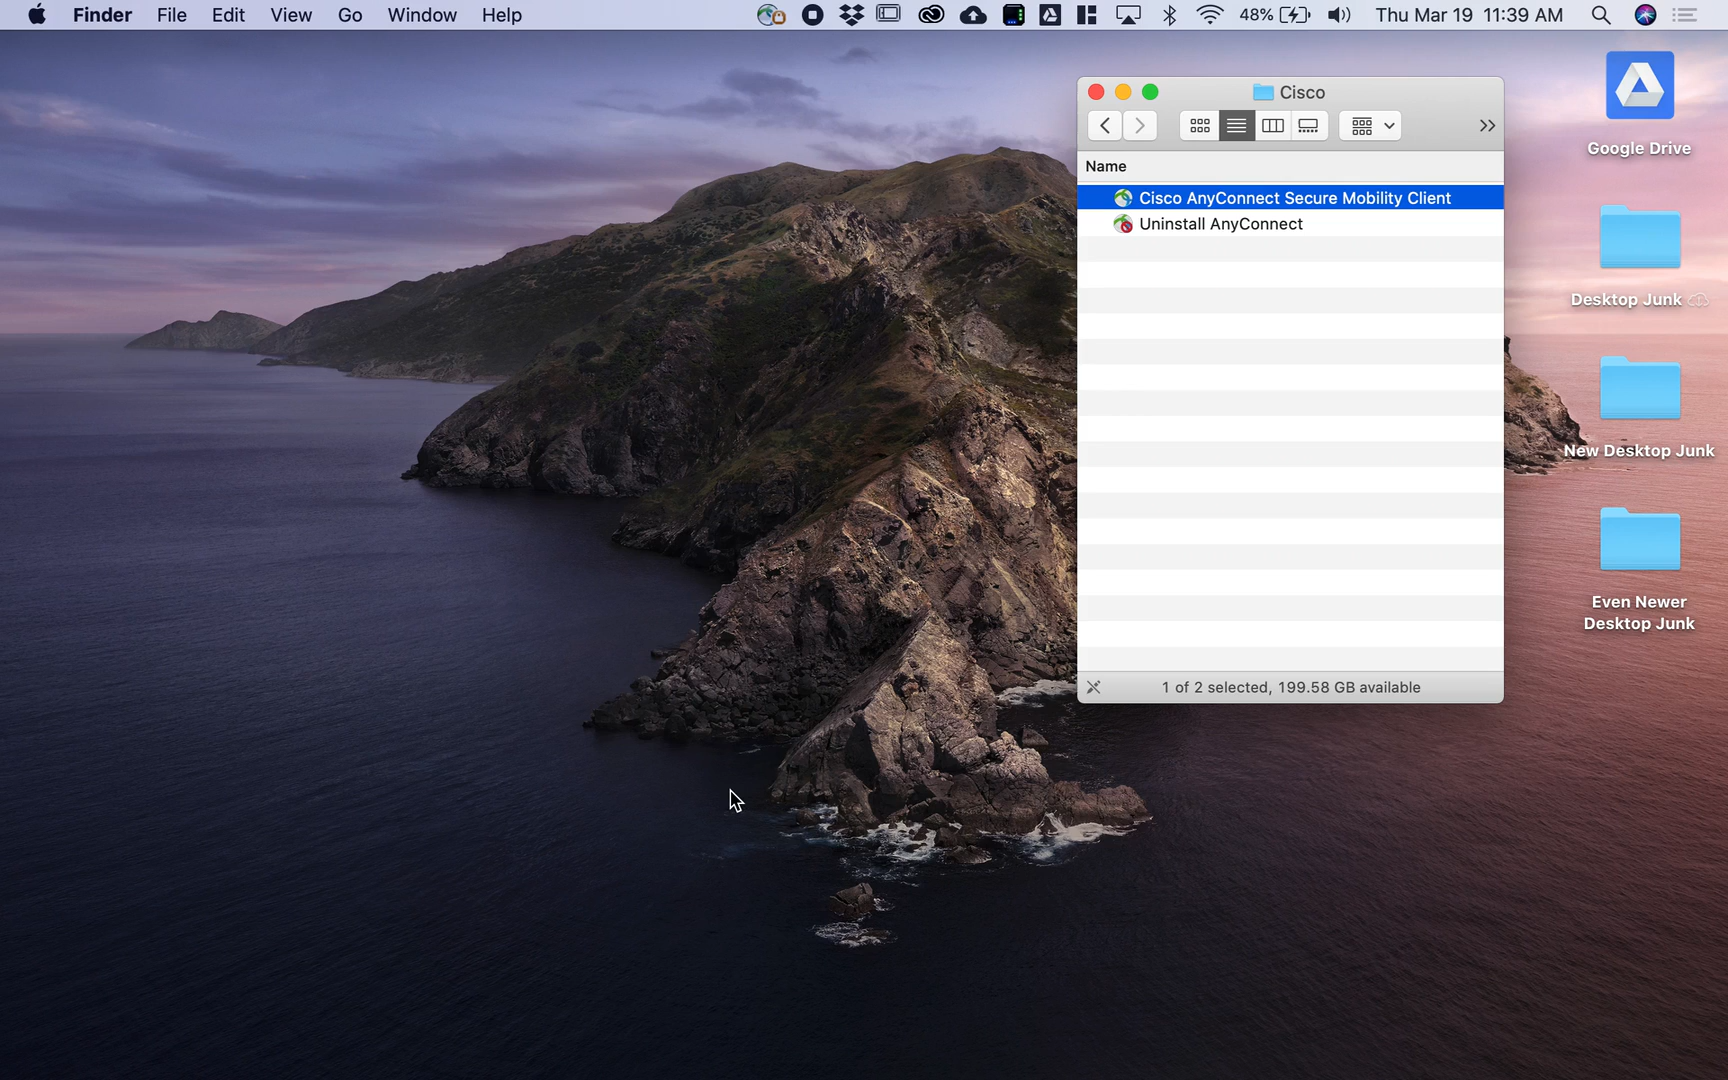 Finder File Edit View Go Window Help 48% Thu Mar 19 11:39 AM
Cisco
Name
Cisco AnyConnect Secure Mobility Client
Uninstall AnyConnect
1 of 2 selected, 199.58 GB available
Google Drive
Desktop Junk
New Desktop Junk
Even Newer
Desktop Junk